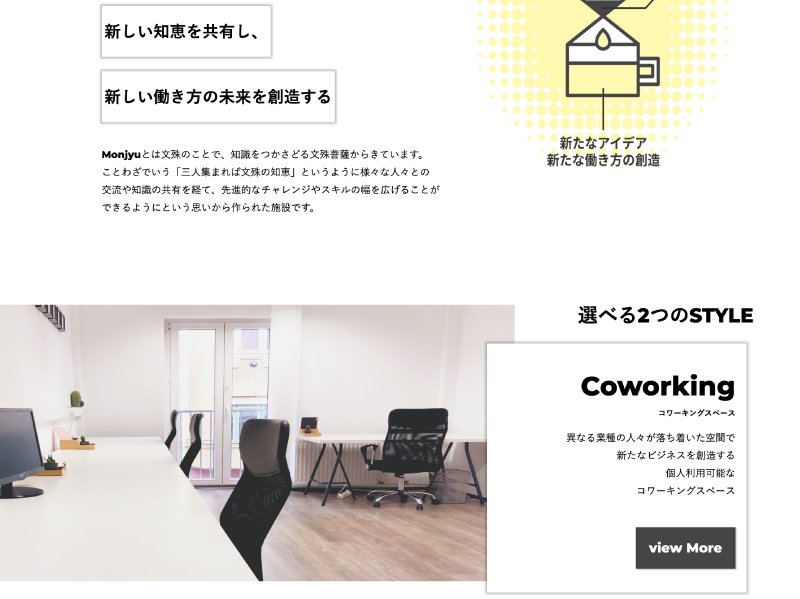 新しい知恵を共有し、
新しい働き方の未来を創造する
Monjyuとは文殊のことで、知識をつかさどる文殊菩薩からきています。
ことわざでいう「三人集まれば文殊の知恵」というように様々な人々との
交流や知識の共有を経て、先進的なチャレンジやスキルの幅を広げることが
できるようにという思いから作られた施設です。
新たなアイデア
新たな働き方の創造
選べる2つのSTYLE
Coworking
コワーキングスペース
異なる業種の人々が落ち着いた空間で
新たなビジネスを創造する
個人利用可能な
コワーキングスペース
view More